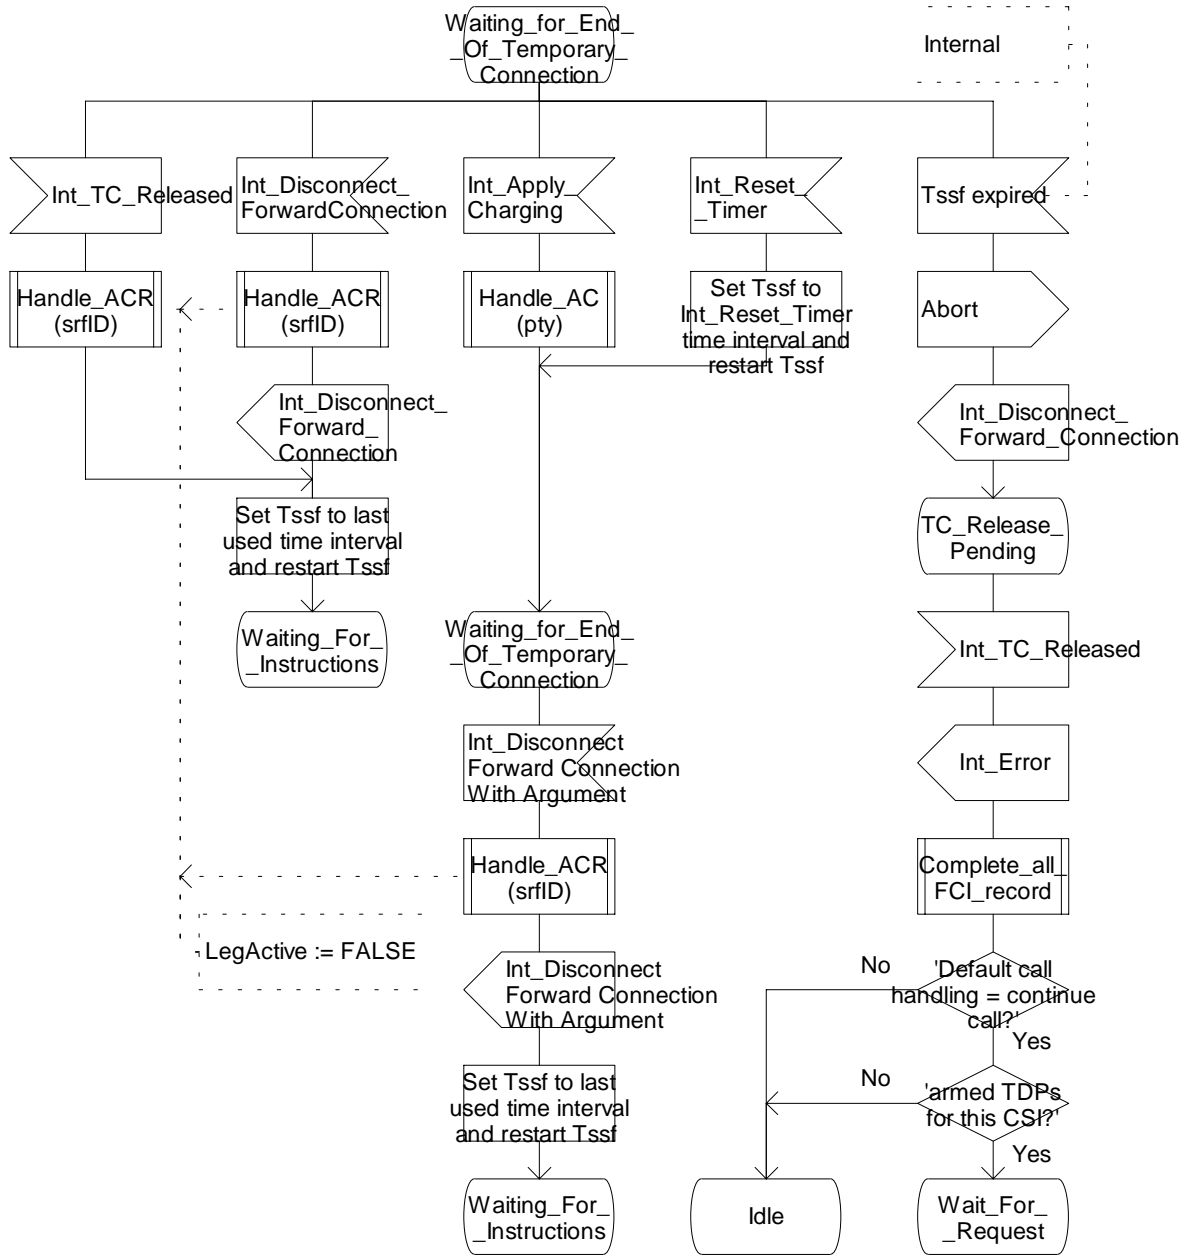 Waiting_for_End_
_Of_Temporary_
Connection
Internal
Int_TC_Released
Int_Disconnect_
ForwardConnection
Int_Apply_
Charging
Int_Reset_
_Timer
Tssf expired
Handle_ACR
(srfID)
Handle_ACR
(srfID)
Handle_AC
(pty)
Set Tssf to
Int_Reset_Timer
time interval and
restart Tssf
Abort
Int_Disconnect_
Forward_
Connection
Int_Disconnect_
Forward_Connection
Set Tssf to last
used time interval
and restart Tssf
TC_Release_
Pending
Waiting_For_
_Instructions
Waiting_for_End_
_Of_Temporary_
Connection
Int_TC_Released
Int_Disconnect
Forward Connection
With Argument
Int_Error
Handle_ACR
(srfID)
Complete_all_
FCI_record
LegActive := FALSE
Int_Disconnect
Forward Connection
With Argument
No
'Default call
handling = continue
call?'
Yes
Set Tssf to last
used time interval
and restart Tssf
No
'armed TDPs
for this CSI?'
Yes
Waiting_For_
_Instructions
Idle
Wait_For_
_Request